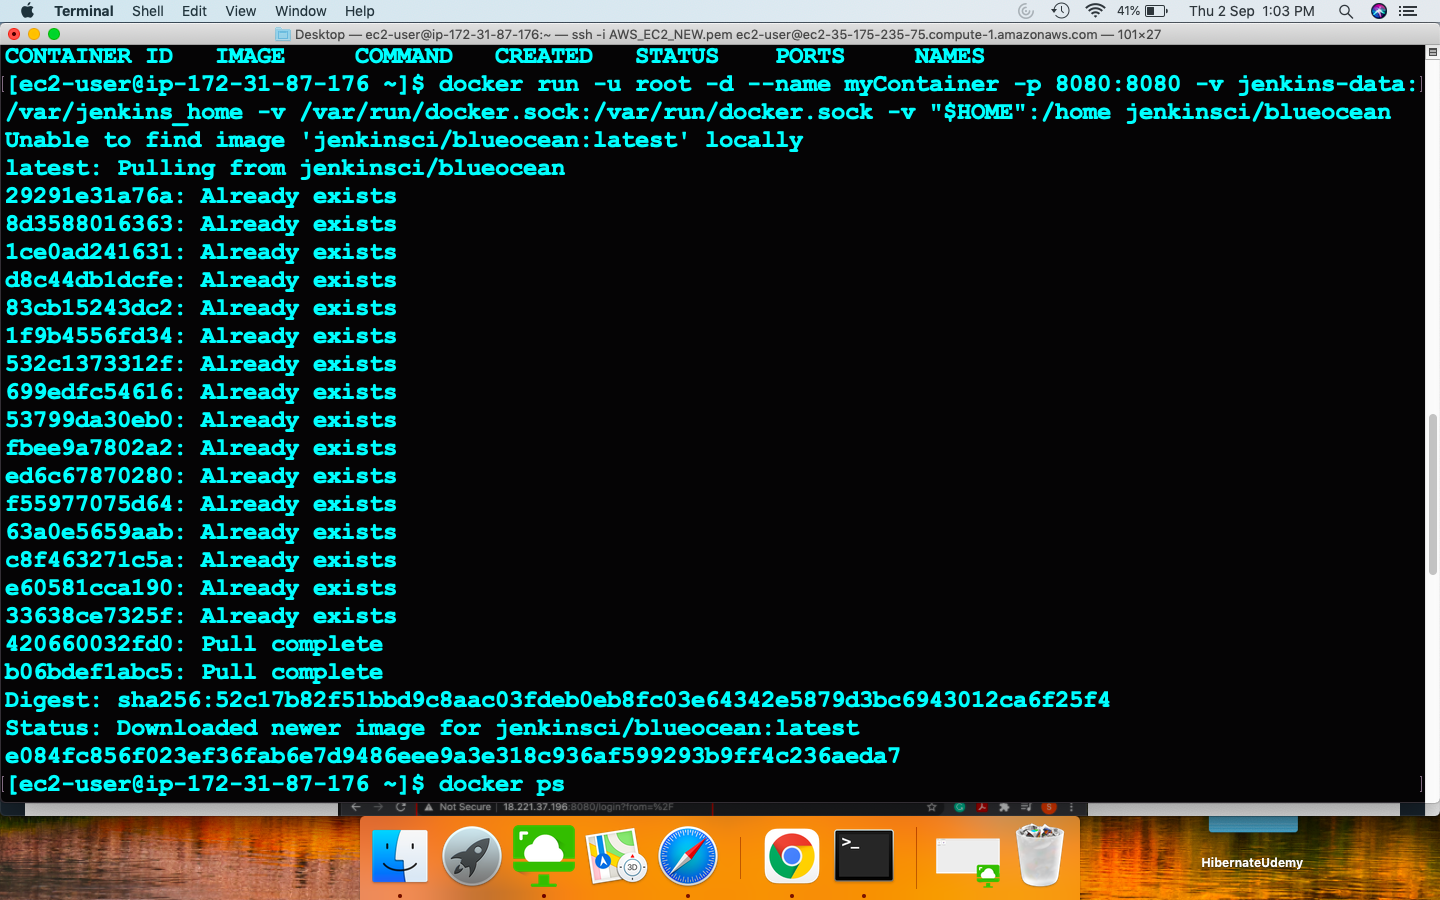 Terminal Shell Edit View Window Help 41% Thu 2 Sep 1:03 PM
Desktop — ec2-user@ip-172-31-87-176:~ — ssh -i AWS_EC2_NEW.pem ec2-user@ec2-35-175-235-75.compute-1.amazonaws.com — 101×27
CONTAINER ID IMAGE COMMAND CREATED STATUS PORTS NAMES
[ec2-user@ip-172-31-87-176 ~]$ docker run -u root -d --name myContainer -p 8080:8080 -v jenkins-data:
/var/jenkins_home -v /var/run/docker.sock:/var/run/docker.sock -v "$HOME":/home jenkinsci/blueocean
Unable to find image 'jenkinsci/blueocean:latest' locally
latest: Pulling from jenkinsci/blueocean
29291e31a76a: Already exists
8d3588016363: Already exists
1ce0ad241631: Already exists
d8c44db1dcfe: Already exists
83cb15243dc2: Already exists
1f9b4556fd34: Already exists
532c1373312f: Already exists
699edfc54616: Already exists
53799da30eb0: Already exists
fbee9a7802a2: Already exists
ed6c67870280: Already exists
f55977075d64: Already exists
63a0e5659aab: Already exists
c8f463271c5a: Already exists
e60581cca190: Already exists
33638ce7325f: Already exists
420660032fd0: Pull complete
b06bdef1abc5: Pull complete
Digest: sha256:52c17b82f51bbd9c8aac03fdeb0eb8fc03e64342e5879d3bc6943012ca6f25f4
Status: Downloaded newer image for jenkinsci/blueocean:latest
e084fc856f023ef36fab6e7d9486eee9a3e318c936af599293b9ff4c236aeda7
[ec2-user@ip-172-31-87-176 ~]$ docker ps
Not Secure | 18.221.37.196:8080/login?from=%2F
>_
3D
HibernateUdemy